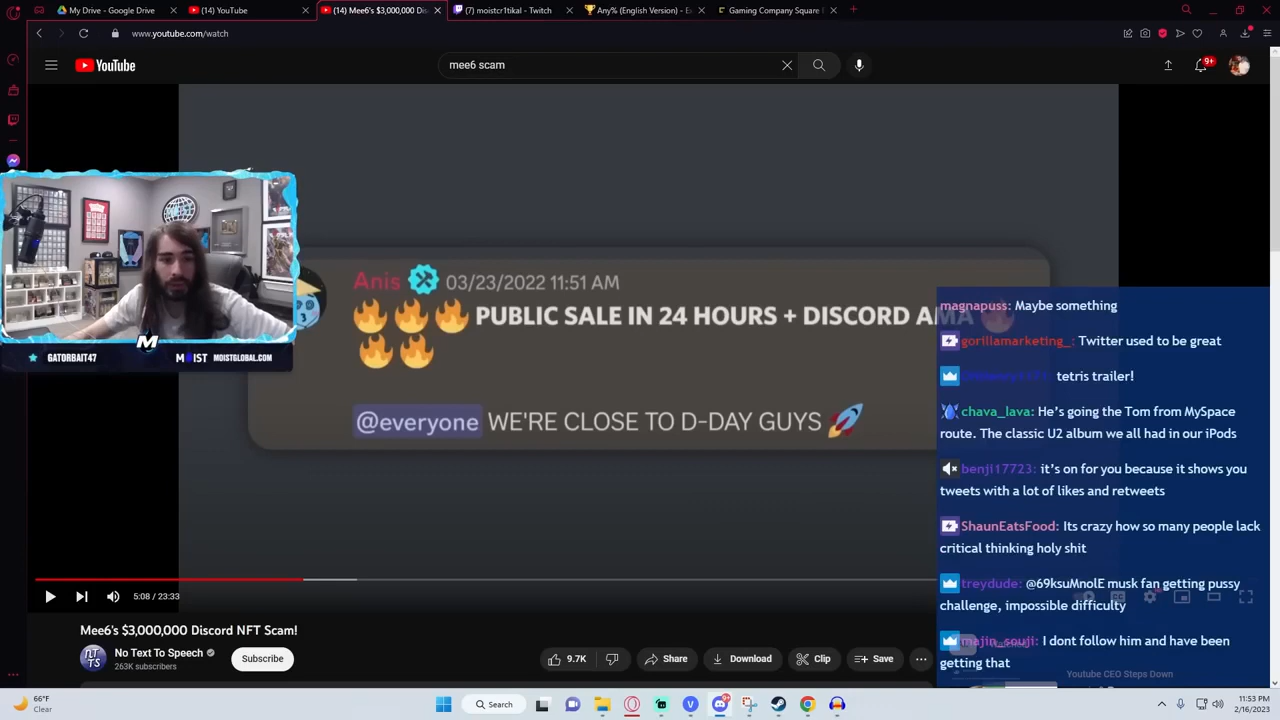 My Drive - Google Drive
(14) YouTube
(14) Mee6's $3,000,000 Dis
moistcr1tikal - Twitch
Any% (English Version) -
Gaming Company Square
www.youtube.com/watch
YouTube
mee6 scam
9+
Anis 03/23/2022 11:51 AM
PUBLIC SALE IN 24 HOURS + DISCORD AMA
@everyone WE'RE CLOSE TO D-DAY GUYS
M
GATORBAIT47
MOIST MOISTGLOBAL.COM
magnapuss: Maybe something
gorillamarketing_: Twitter used to be great
tetris trailer!
chava_lava: He's going the Tom from MySpace
route. The classic U2 album we all had in our iPods
benji17723: it's on for you because it shows you
tweets with a lot of likes and retweets
ShaunEatsFood: Its crazy how so many people lack
critical thinking holy shit
treydude: @69ksuMnolE musk fan getting pussy
challenge, impossible difficulty
majin_souji: I dont follow him and have been
getting that
5:08 / 23:33
Mee6's $3,000,000 Discord NFT Scam!
NT
TS
No Text To Speech
263K subscribers
Subscribe
9.7K
Share
Download
Clip
Save
Youtube CEO Steps Down
66°F
Clear
Search
11:53 PM
2/16/2023